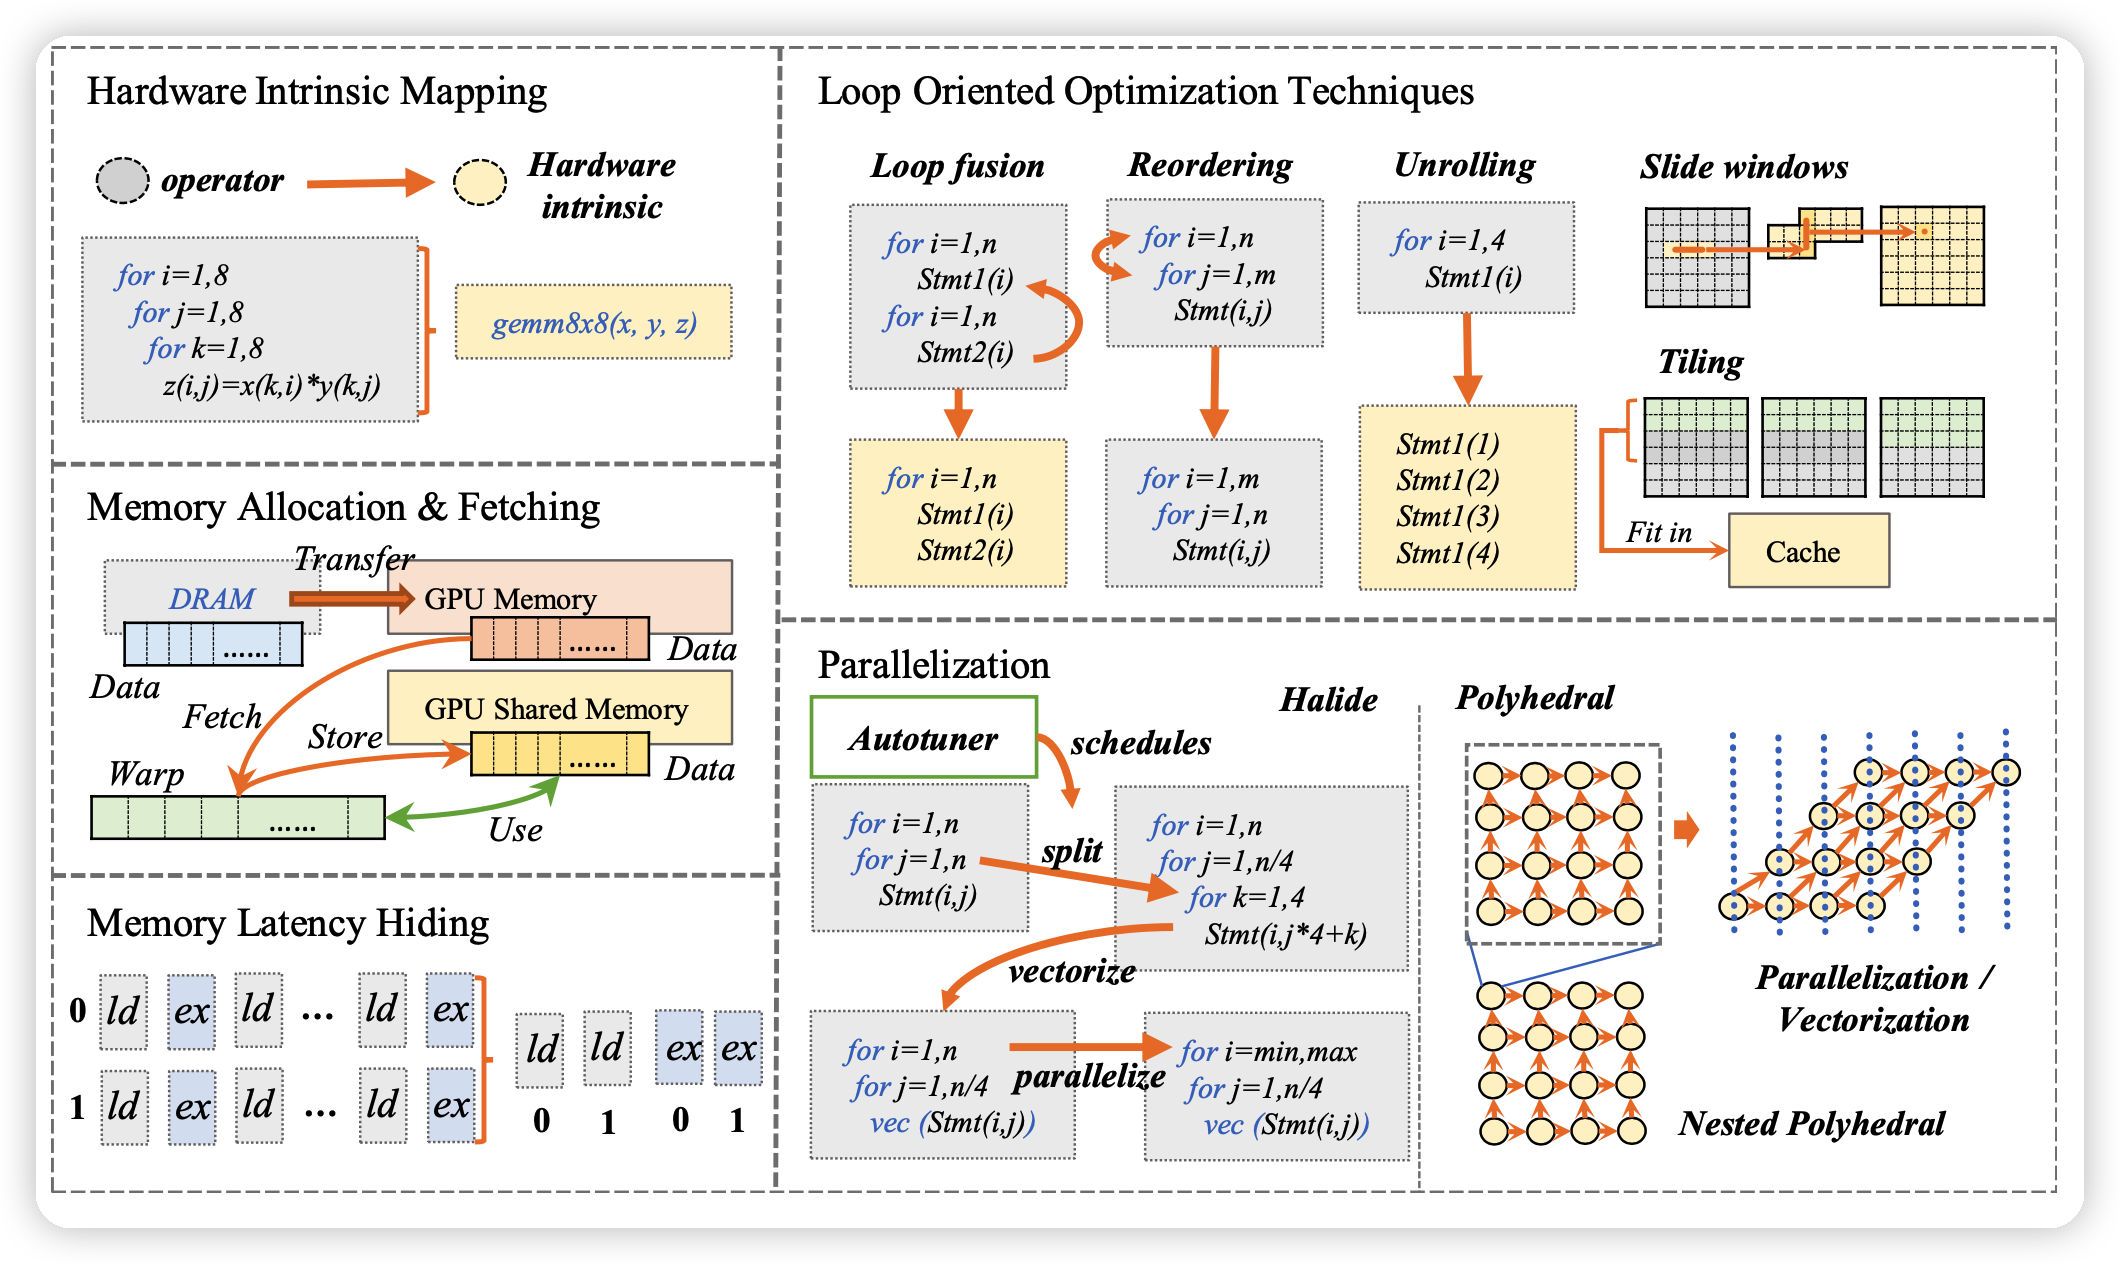 Hardware Intrinsic Mapping
operator
Hardware
intrinsic
for i=1,8
for j=1,8
for k=1,8
z(i,j)=x(k,i)*y(k,j)
gemm8x8(x, y, z)
Memory Allocation & Fetching
Transfer
DRAM
GPU Memory
......
......
Data
Data
Fetch
GPU Shared Memory
Store
......
Data
Warp
......
Use
Memory Latency Hiding
0 ld ex ld ... ld ex
1 ld ex ld ... ld ex
ld ld ex ex
0 1 0 1
Loop Oriented Optimization Techniques
Loop fusion
for i=1,n
Stmt1(i)
for i=1,n
Stmt2(i)
for i=1,n
Stmt1(i)
Stmt2(i)
Reordering
for i=1,n
for j=1,m
Stmt(i,j)
for i=1,m
for j=1,n
Stmt(i,j)
Unrolling
for i=1,4
Stmt1(i)
Stmt1(1)
Stmt1(2)
Stmt1(3)
Stmt1(4)
Slide windows
Tiling
Fit in
Cache
Parallelization
Halide
Autotuner
schedules
for i=1,n
for j=1,n
Stmt(i,j)
split
for i=1,n
for j=1,n/4
for k=1,4
Stmt(i,j*4+k)
vectorize
for i=1,n
for j=1,n/4
vec (Stmt(i,j))
parallelize
for i=min,max
for j=1,n/4
vec (Stmt(i,j))
Polyhedral
Parallelization /
Vectorization
Nested Polyhedral